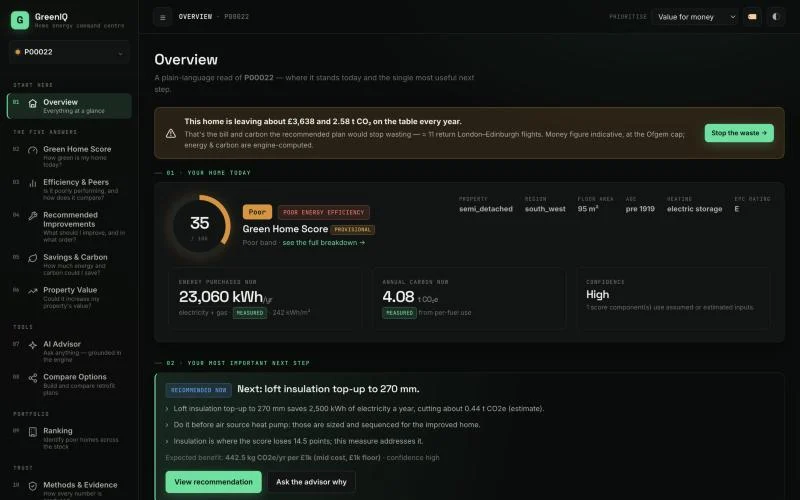 G
GreenIQ
Home energy command centre
P00022
START HERE
01 Overview
Everything at a glance
THE FIVE ANSWERS
02 Green Home Score
How green is my home
today?
03 Efficiency & Peers
Is it poorly performing, and
how does it compare?
04 Recommended
Improvements
What should I improve, and in
what order?
05 Savings & Carbon
How much energy and
carbon could I save?
06 Property Value
Could it increase my
property's value?
TOOLS
07 AI Advisor
Ask anything — grounded in
the engine
08 Compare Options
Build and compare retrofit
plans
PORTFOLIO
09 Ranking
Identify poor homes across
the stock
TRUST
10 Methods & Evidence
How every number is
OVERVIEW · P00022
PRIORITISE Value for money
Overview
A plain-language read of P00022 — where it stands today and the single most useful next
step.
This home is leaving about £3,638 and 2.58 t CO₂ on the table every year.
That's the bill and carbon the recommended plan would stop wasting — ≈ 11 return London–Edinburgh flights. Money figure indicative, at the Ofgem cap;
energy & carbon are engine-computed.
Stop the waste →
01 · YOUR HOME TODAY
35
/ 100
Poor POOR ENERGY EFFICIENCY
Green Home Score PROVISIONAL
Poor band · see the full breakdown →
PROPERTY REGION FLOOR AREA AGE HEATING EPC RATING
semi_detached south_west 95 m² pre 1919 electric storage E
ENERGY PURCHASED NOW
23,060 kWh/yr
electricity + gas · MEASURED · 242 kWh/m²
ANNUAL CARBON NOW
4.08 t CO₂e
MEASURED from per-fuel use
CONFIDENCE
High
1 score component(s) use assumed or estimated inputs.
02 · YOUR MOST IMPORTANT NEXT STEP
RECOMMENDED NOW Next: loft insulation top-up to 270 mm.
› Loft insulation top-up to 270 mm saves 2,500 kWh of electricity a year, cutting about 0.44 t CO2e (estimate).
› Do it before air source heat pump: those are sized and sequenced for the improved home.
› Insulation is where the score loses 14.5 points; this measure addresses it.
Expected benefit: 442.5 kg CO2e/yr per £1k (mid cost, £1k floor) · confidence high
View recommendation
Ask the advisor why